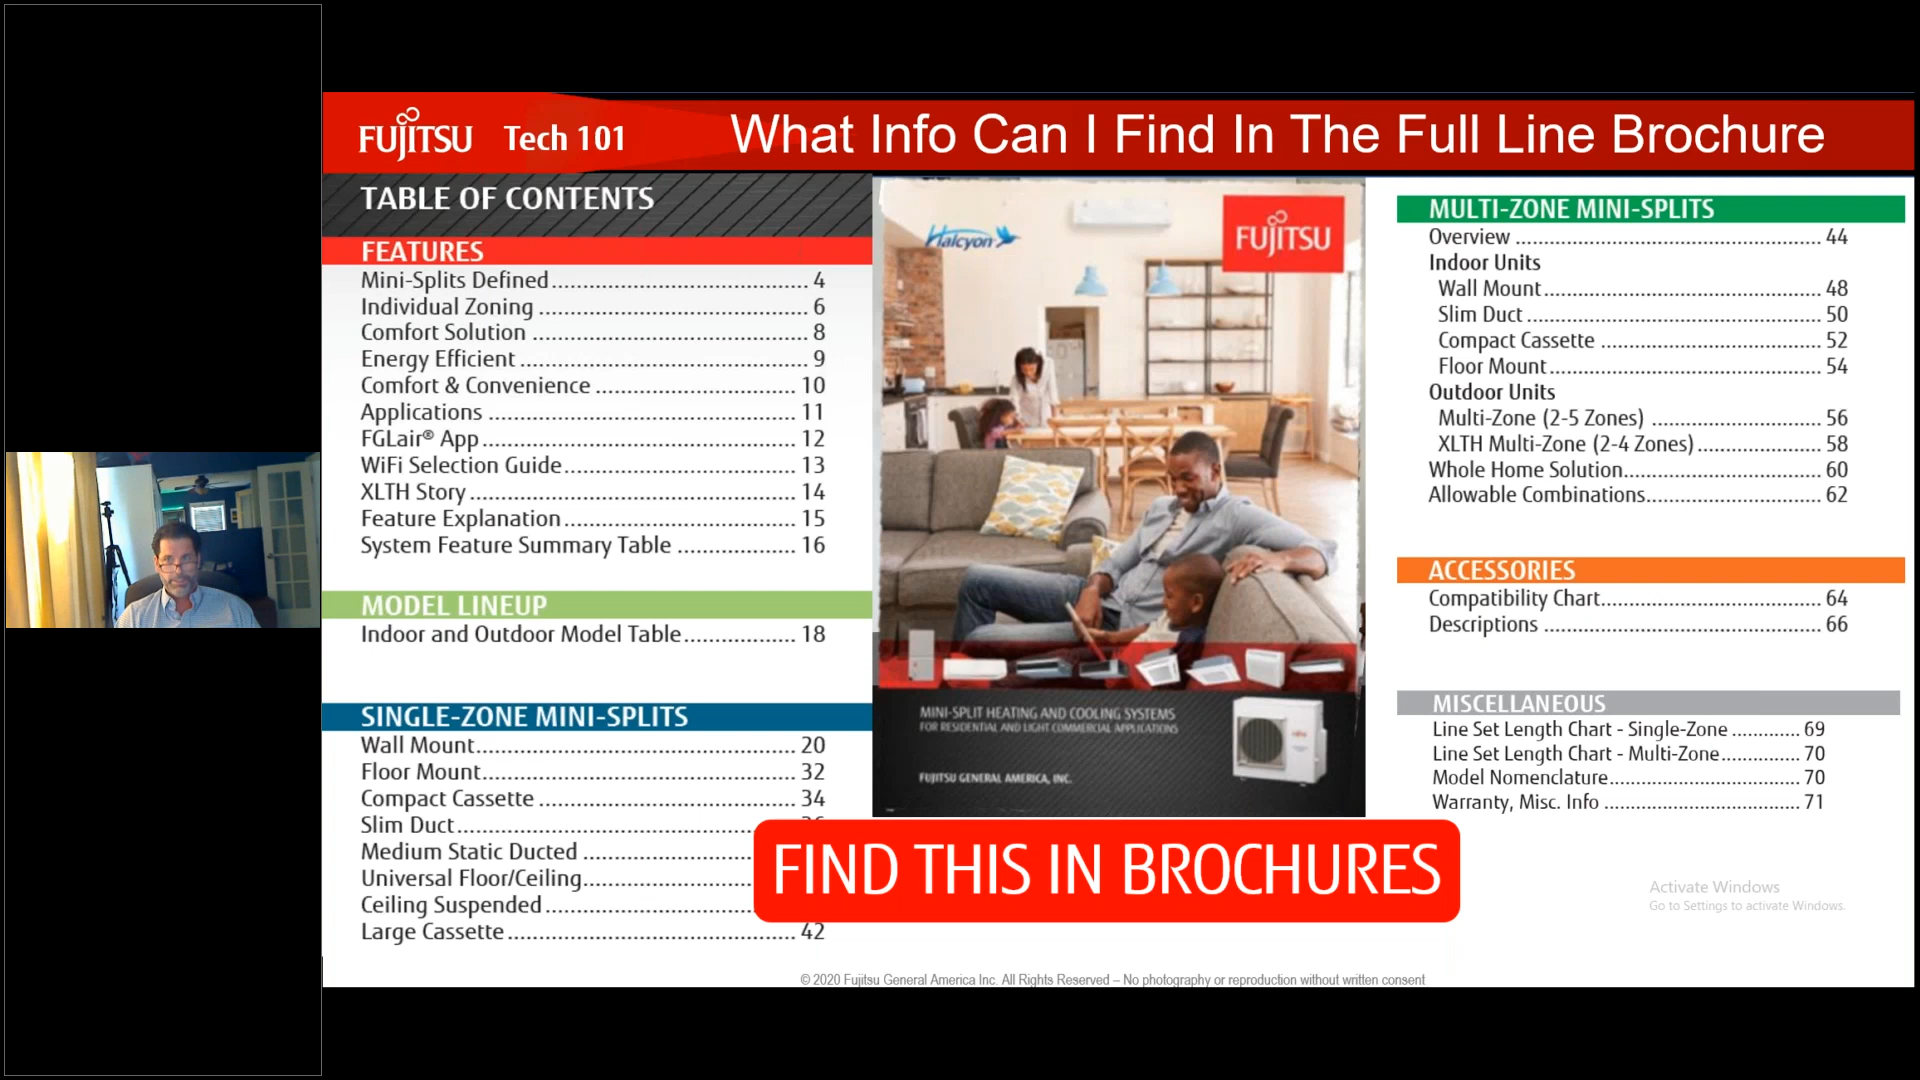 FUJITSU Tech 101 What Info Can I Find In The Full Line Brochure
TABLE OF CONTENTS
FEATURES
Mini-Splits Defined 4
Individual Zoning 6
Comfort Solution 8
Energy Efficient 9
Comfort & Convenience 10
Applications 11
FGLair® App 12
WiFi Selection Guide 13
XLTH Story 14
Feature Explanation 15
System Feature Summary Table 16
MODEL LINEUP
Indoor and Outdoor Model Table 18
SINGLE-ZONE MINI-SPLITS
Wall Mount 20
Floor Mount 32
Compact Cassette 34
Slim Duct
Medium Static Ducted
Universal Floor/Ceiling
Ceiling Suspended
Large Cassette 42
Halcyon
FUJITSU
MINI-SPLIT HEATING AND COOLING SYSTEMS
FOR RESIDENTIAL AND LIGHT COMMERCIAL APPLICATIONS
FUJITSU GENERAL AMERICA, INC.
FIND THIS IN BROCHURES
MULTI-ZONE MINI-SPLITS
Overview 44
Indoor Units
Wall Mount 48
Slim Duct 50
Compact Cassette 52
Floor Mount 54
Outdoor Units
Multi-Zone (2-5 Zones) 56
XLTH Multi-Zone (2-4 Zones) 58
Whole Home Solution 60
Allowable Combinations 62
ACCESSORIES
Compatibility Chart 64
Descriptions 66
MISCELLANEOUS
Line Set Length Chart - Single-Zone 69
Line Set Length Chart - Multi-Zone 70
Model Nomenclature 70
Warranty, Misc. Info 71
Activate Windows
Go to Settings to activate Windows.
© 2020 Fujitsu General America Inc. All Rights Reserved – No photography or reproduction without written consent